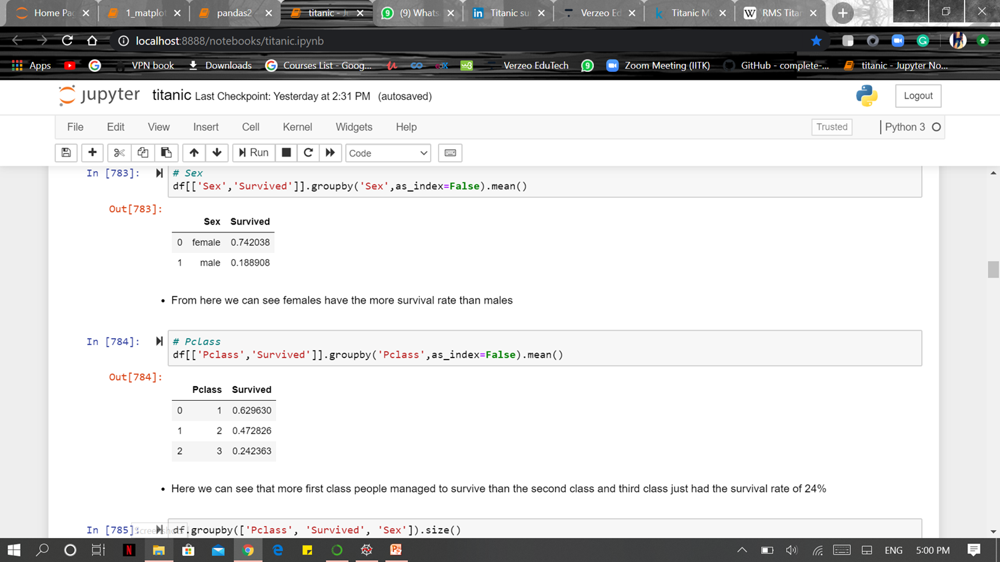 Home Pa 1_matplo pandas2 titanic - J (9) Whats Titanic su Verzeo Ed Titanic M RMS Tita
localhost:8888/notebooks/titanic.ipynb
Apps VPN book Downloads Courses List - Goog... Verzeo EduTech Zoom Meeting (IITK) GitHub - complete-... titanic - Jupyter No...
jupyter titanic Last Checkpoint: Yesterday at 2:31 PM (autosaved) Logout
File Edit View Insert Cell Kernel Widgets Help Trusted Python 3
Run Code
In [783]: # Sex
df[['Sex','Survived']].groupby('Sex',as_index=False).mean()
Out[783]:
Sex Survived
0 female 0.742038
1 male 0.188908
• From here we can see females have the more survival rate than males
In [784]: # Pclass
df[['Pclass','Survived']].groupby('Pclass',as_index=False).mean()
Out[784]:
Pclass Survived
0 1 0.629630
1 2 0.472826
2 3 0.242363
• Here we can see that more first class people managed to survive than the second class and third class just had the survival rate of 24%
In [785]: df.groupby(['Pclass', 'Survived', 'Sex']).size()
ENG 5:00 PM